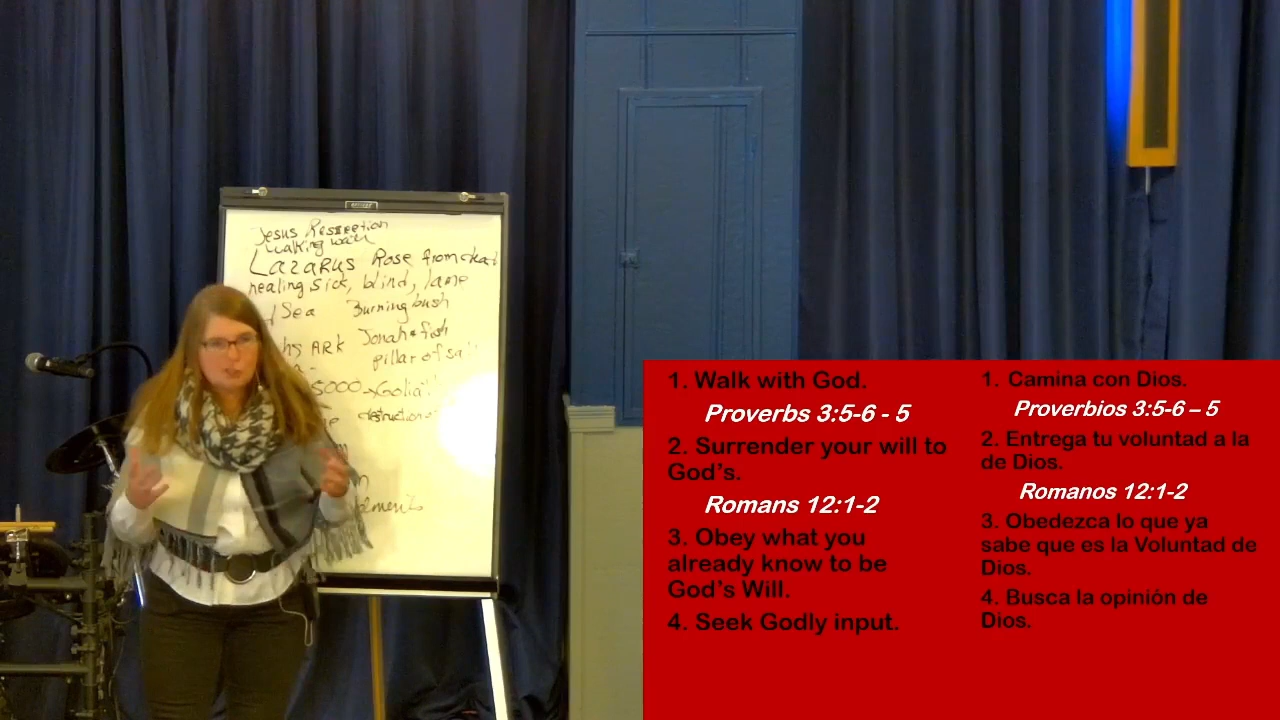 Jesus Ressretion
walking water
LAZARUS Rose from dead
healing sick, blind, lame
Sea Burning bush
ARK Jonah & fish
pillar of sal
5000 Goliat
destruction
1. Walk with God.
Proverbs 3:5-6 - 5
2. Surrender your will to
God's.
Romans 12:1-2
3. Obey what you
already know to be
God's Will.
4. Seek Godly input.
1. Camina con Dios.
Proverbios 3:5-6 – 5
2. Entrega tu voluntad a la
de Dios.
Romanos 12:1-2
3. Obedezca lo que ya
sabe que es la Voluntad de
Dios.
4. Busca la opinión de
Dios.